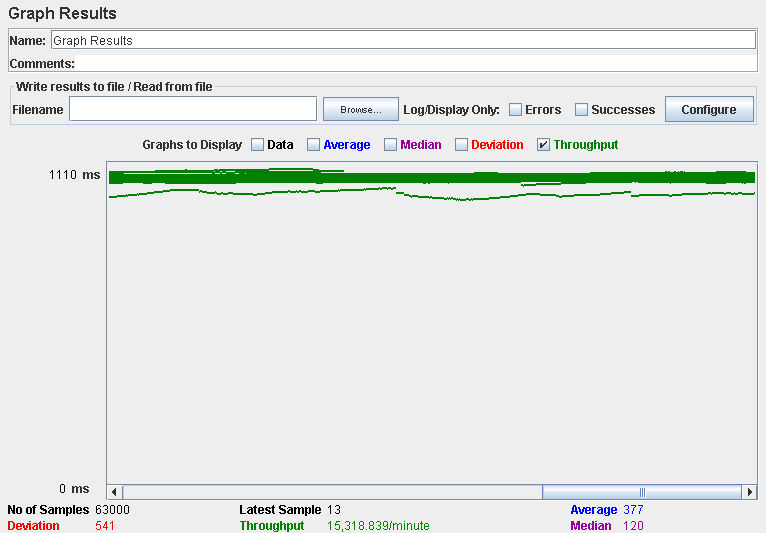 Graph Results
Name: Graph Results
Comments:
Write results to file / Read from file
Filename Browse... Log/Display Only: Errors Successes Configure
Graphs to Display Data Average Median Deviation Throughput
1110 ms
0 ms
No of Samples 63000 Latest Sample 13 Average 377
Deviation 541 Throughput 15,318.839/minute Median 120